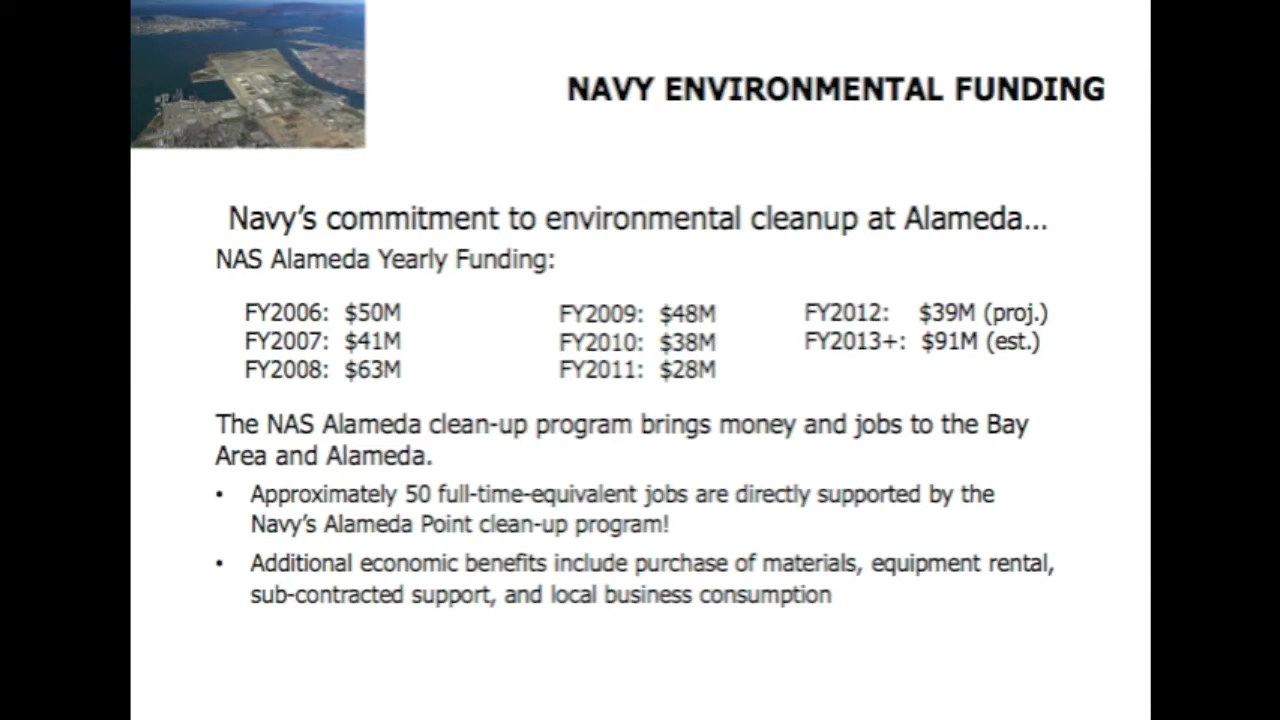 NAVY ENVIRONMENTAL FUNDING
Navy's commitment to environmental cleanup at Alameda...
NAS Alameda Yearly Funding:
FY2006: $50M
FY2007: $41M
FY2008: $63M
FY2009: $48M
FY2010: $38M
FY2011: $28M
FY2012: $39M (proj.)
FY2013+: $91M (est.)
The NAS Alameda clean-up program brings money and jobs to the Bay
Area and Alameda.
• Approximately 50 full-time-equivalent jobs are directly supported by the
Navy's Alameda Point clean-up program!
• Additional economic benefits include purchase of materials, equipment rental,
sub-contracted support, and local business consumption